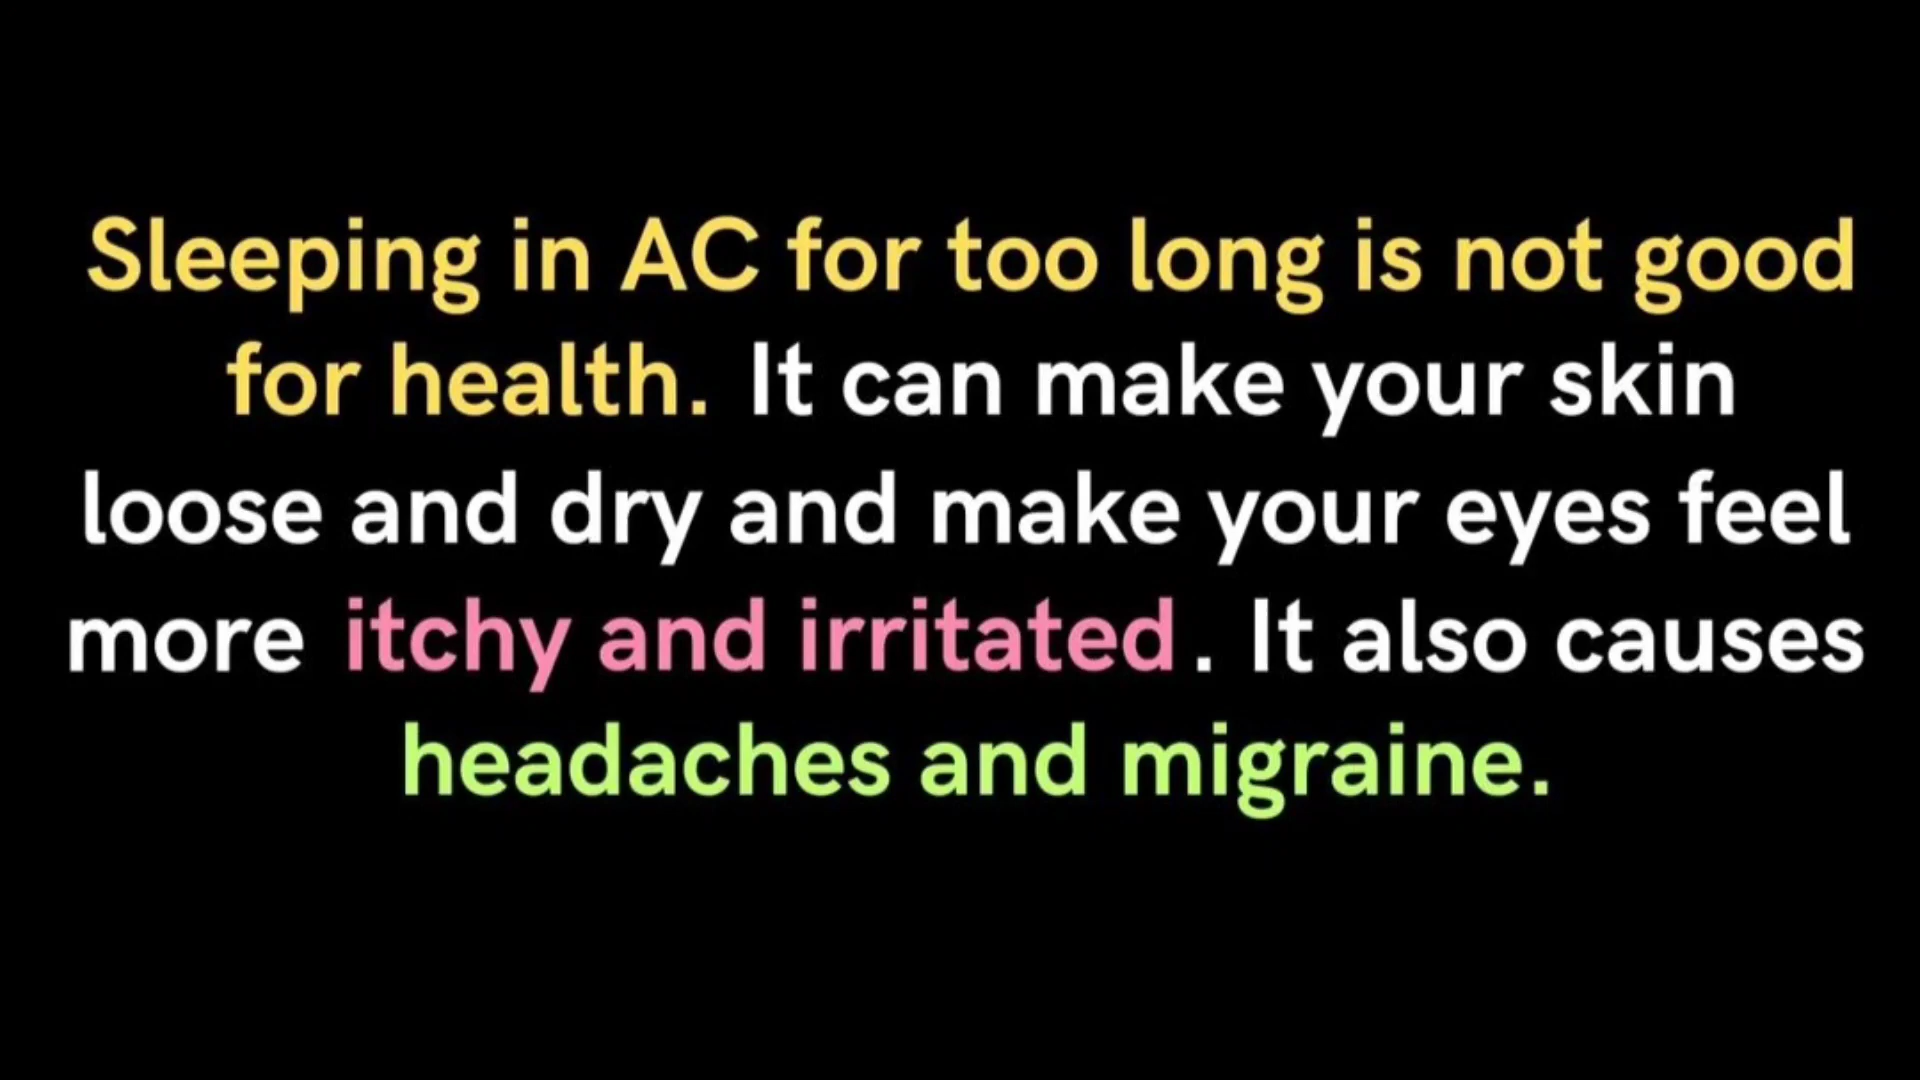 Sleeping in AC for too long is not good
for health. It can make your skin
loose and dry and make your eyes feel
more itchy and irritated. It also causes
headaches and migraine.